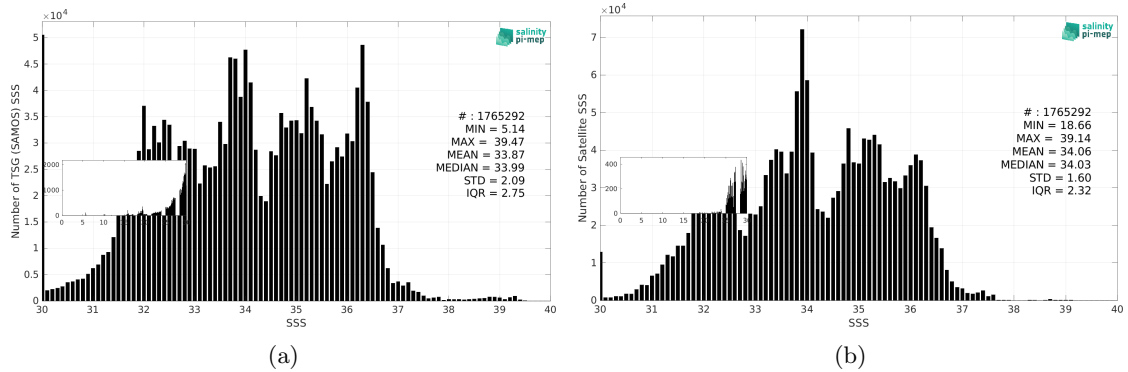 ×10⁴
5
4.5
4
3.5
3
2.5
2
1.5
1
0.5
0
Number of TSG (SAMOS) SSS
30 31 32 33 34 35 36 37 38 39 40
SSS
salinity
pi-mep
# : 1765292
MIN = 5.14
MAX = 39.47
MEAN = 33.87
MEDIAN = 33.99
STD = 2.09
IQR = 2.75
2000
1000
0
0 5 10
(a)
×10⁴
7
6
5
4
3
2
1
0
Number of Satellite SSS
30 31 32 33 34 35 36 37 38 39 40
SSS
salinity
pi-mep
# : 1765292
MIN = 18.66
MAX = 39.14
MEAN = 34.06
MEDIAN = 34.03
STD = 1.60
IQR = 2.32
400
200
0
0 5 10 15
(b)